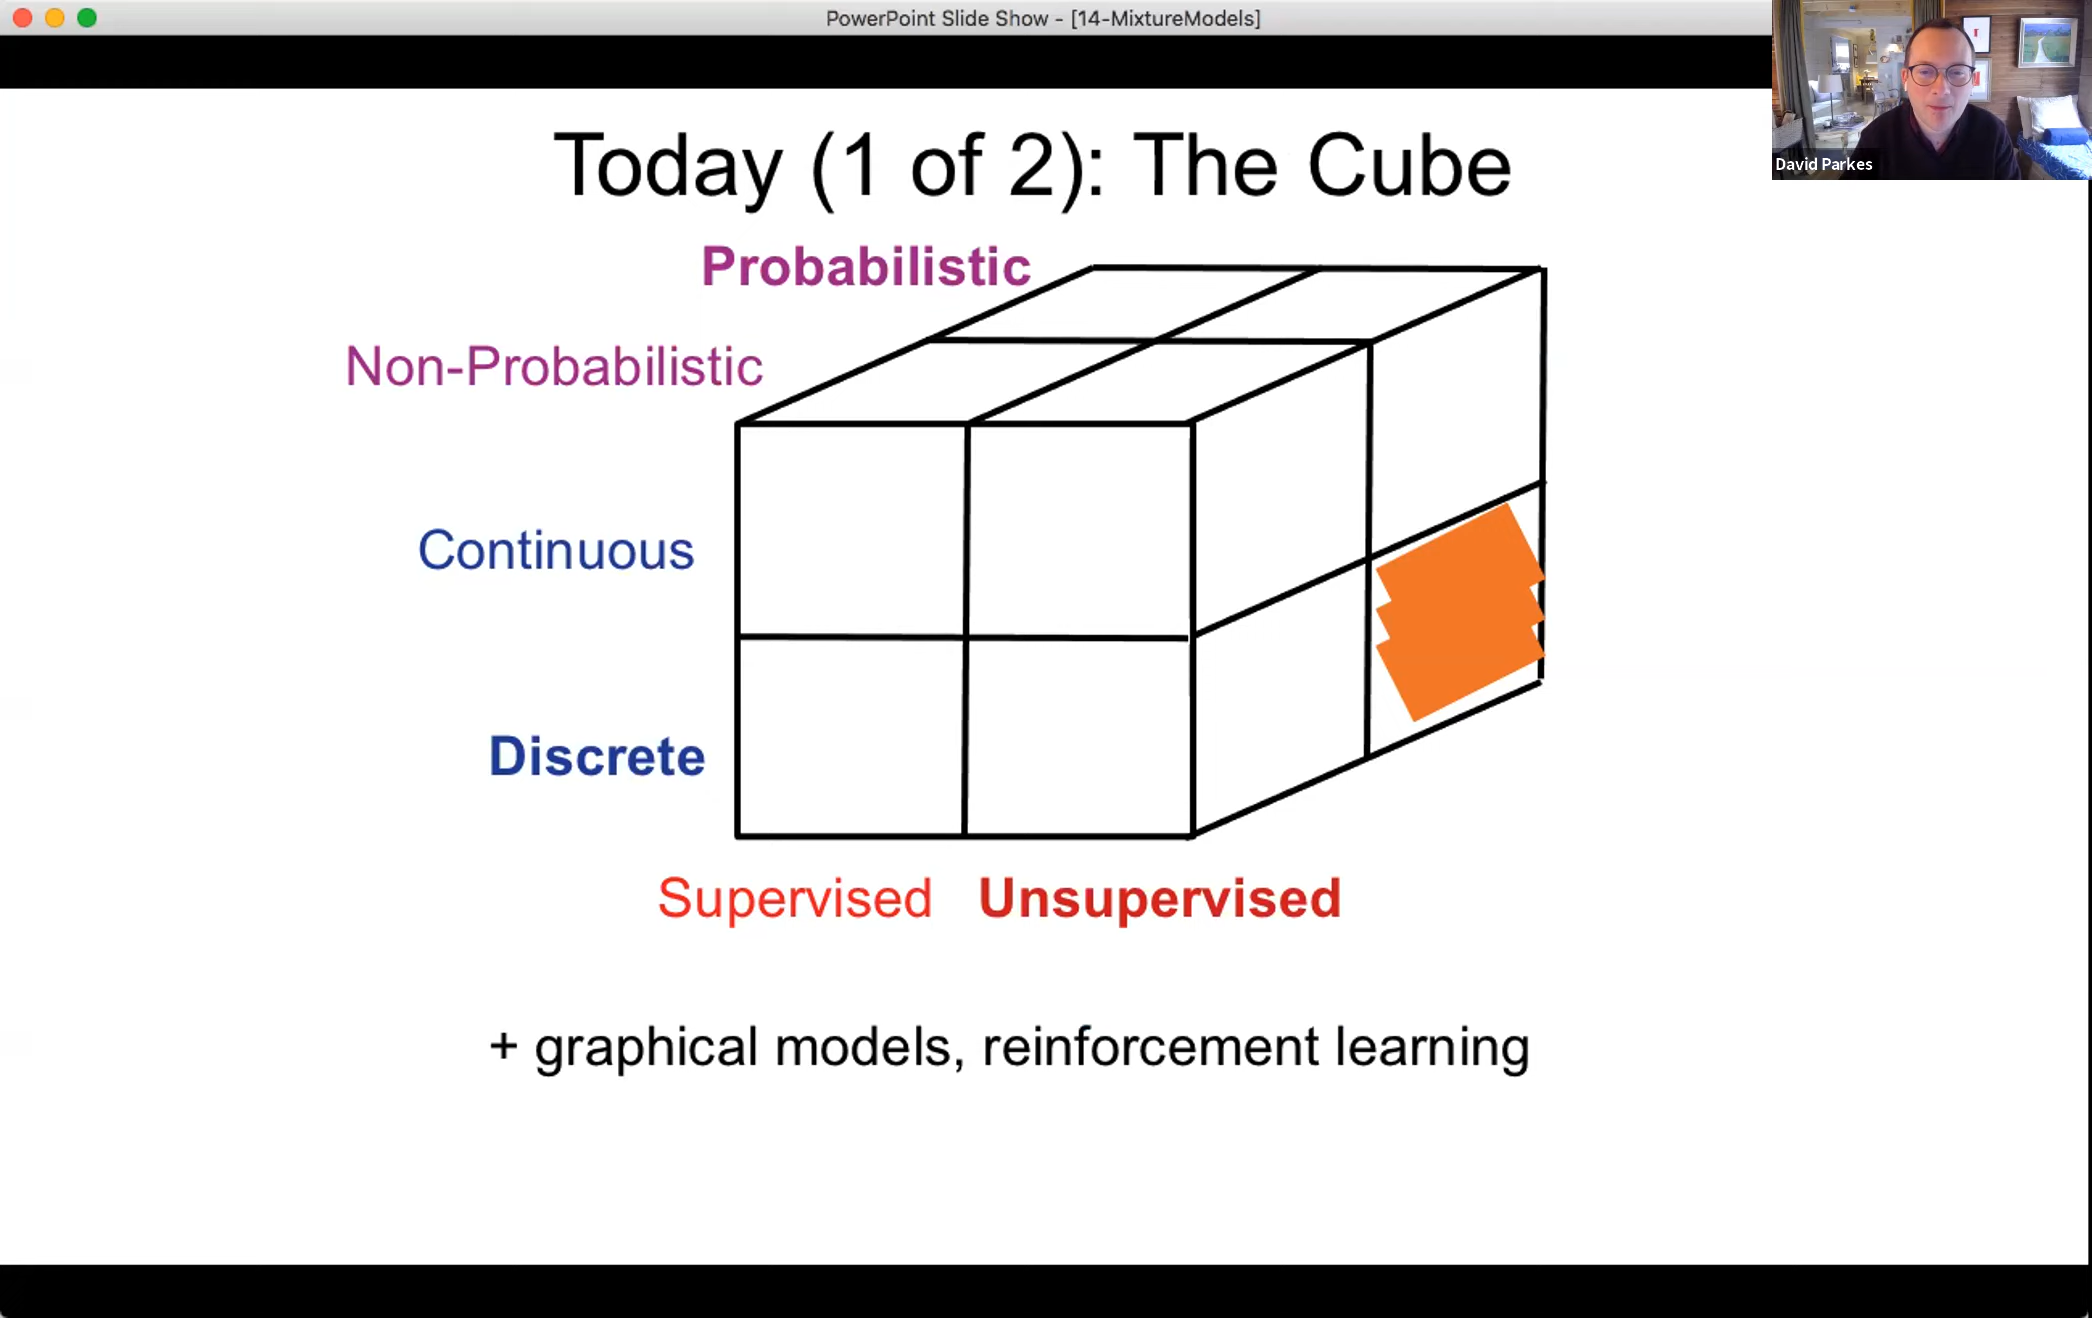 PowerPoint Slide Show - [14-MixtureModels]
David Parkes
Today (1 of 2): The Cube
Probabilistic
Non-Probabilistic
Continuous
Discrete
Supervised Unsupervised
+ graphical models, reinforcement learning